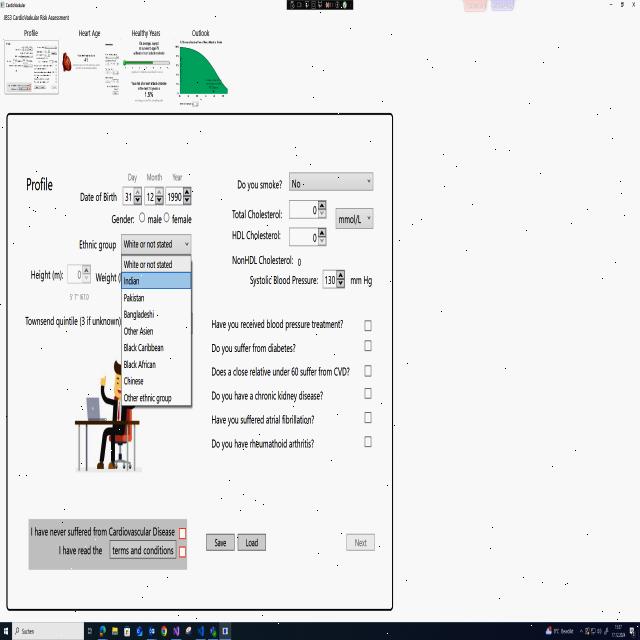 CardioVaskular
JBS3 CardioVaskular Risk Assessment
Profile
Heart Age
Healthy Years
Outlook
Profile
Day Month Year
Date of Birth 31 12 1990
Gender: male female
Ethnic group White or not stated
White or not stated
Indian
Pakistan
Bangladeshi
Other Asien
Black Caribbean
Black African
Chinese
Other ethnic group
Height (m): 0 Weight (
Townsend quintile (3 if unknown)
Do you smoke? No -
Total Cholesterol: 0
mmol/L
HDL Cholesterol: 0
NonHDL Cholesterol: 0
Systolic Blood Pressure: 130 mm Hg
Have you received blood pressure treatment?
Do you suffer from diabetes?
Does a close relative under 60 suffer from CVD?
Do you have a chronic kidney disease?
Have you suffered atrial fibrillation?
Do you have rheumatoid arthritis?
I have never suffered from Cardiovascular Disease
I have read the terms and conditions
Save
Load
Next
Suchen